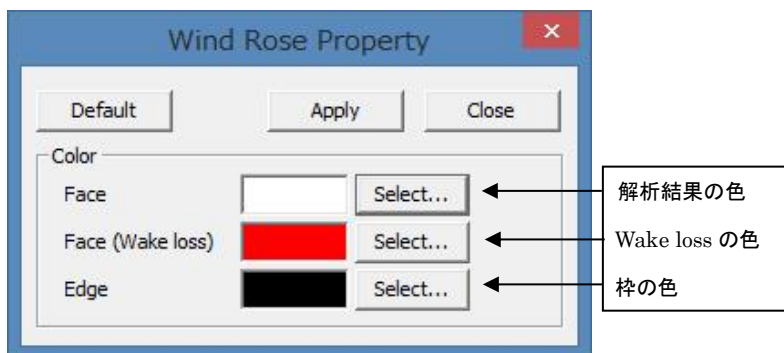 Wind Rose Property
×
Default Apply Close
Color
Face Select... 解析結果の色
Face (Wake loss) Select... Wake loss の色
Edge Select... 枠の色